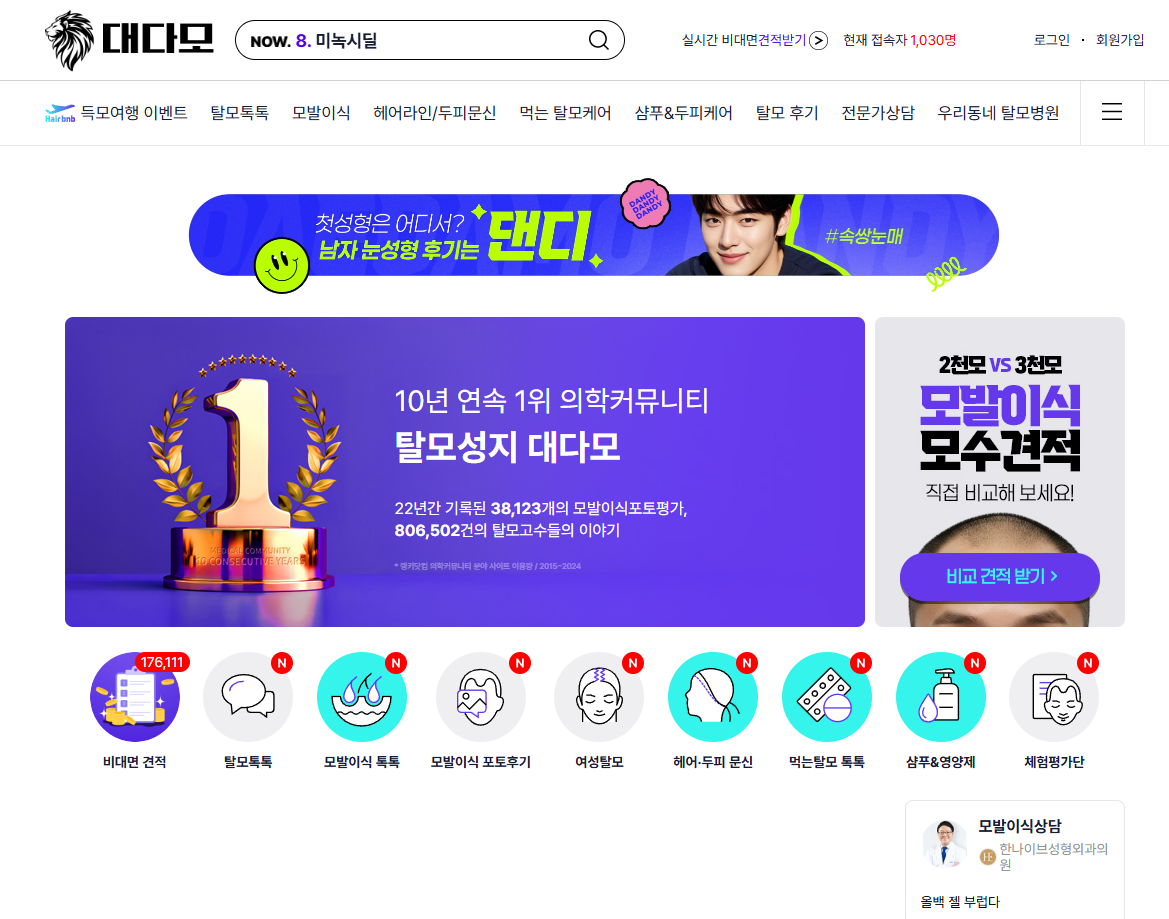 대다모
NOW. 8. 미녹시딜
실시간 비대면견적받기
현재 접속자 1,030명
로그인 · 회원가입
Hairbnb 득모여행 이벤트
탈모톡톡
모발이식
헤어라인/두피문신
먹는 탈모케어
샴푸&두피케어
탈모 후기
전문가상담
우리동네 탈모병원
DANDY
DANDY
DANDY
첫성형은 어디서?
남자 눈성형 후기는
댄디
#속쌍눈매
10년 연속 1위 의학커뮤니티
탈모성지 대다모
22년간 기록된 38,123개의 모발이식포토평가,
806,502건의 탈모고수들의 이야기
* 랭키닷컴 의학커뮤니티 분야 사이트 이용량 / 2015~2024
1
MEDICAL COMMUNITY
10 CONSECUTIVE YEARS
2천모 VS 3천모
모발이식
모수견적
직접 비교해 보세요!
비교 견적 받기 >
176,111
N
N
N
N
N
N
N
N
비대면 견적
탈모톡톡
모발이식 톡톡
모발이식 포토후기
여성탈모
헤어·두피 문신
먹는탈모 톡톡
샴푸&영양제
체험평가단
모발이식상담
한나이브성형외과의
원
올백 젤 부럽다